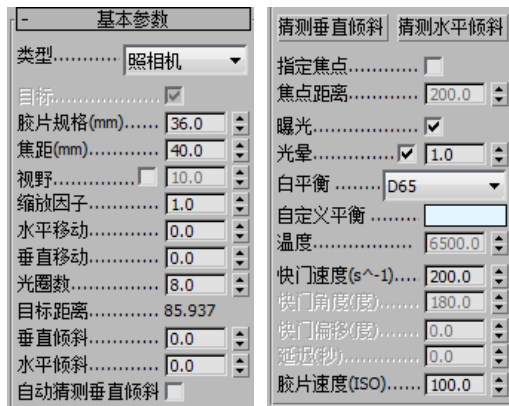 - 基本参数
类型........... 照相机
目标..................
胶片规格(mm)...... 36.0
焦距(mm)............ 40.0
视野.............. 10.0
缩放因子............ 1.0
水平移动............ 0.0
垂直移动............ 0.0
光圈数............... 8.0
目标距离............ 85.937
垂直倾斜............ 0.0
水平倾斜............ 0.0
自动猜测垂直倾斜
猜测垂直倾斜 猜测水平倾斜
指定焦点............
焦点距离............ 200.0
曝光..................
光晕.............. 1.0
白平衡 ........ D65
自定义平衡 ........
温度................. 6500.0
快门速度(s^-1).... 200.0
快门角度(度)....... 180.0
快门偏移(度)....... 0.0
延迟(秒)............. 0.0
胶片速度(ISO)...... 100.0